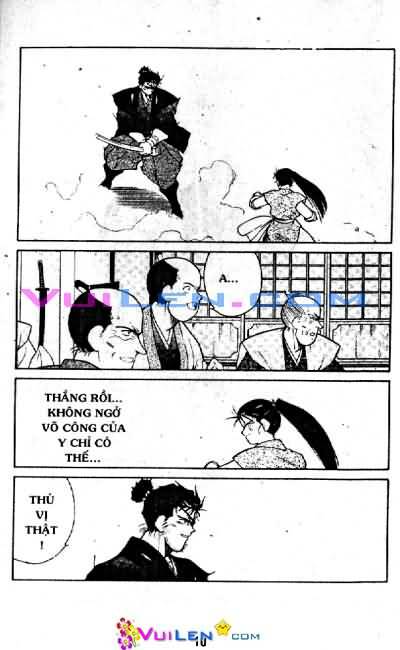 VuiLen.com
A...
THẮNG RỒI...
KHÔNG NGỜ
VÕ CÔNG CỦA
Y CHỈ CÓ
THẾ...
THÚ
VỊ
THẬT
!
VuiLen.com
10